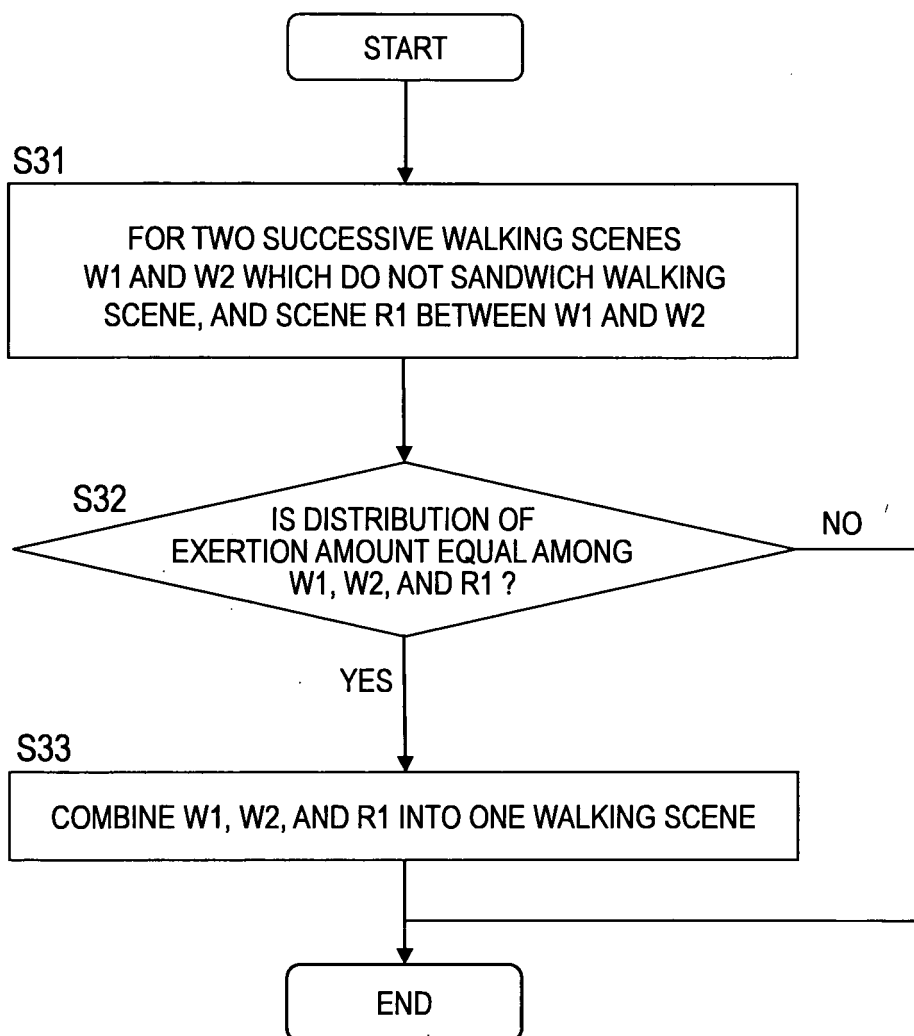 START
S31
FOR TWO SUCCESSIVE WALKING SCENES
W1 AND W2 WHICH DO NOT SANDWICH WALKING
SCENE, AND SCENE R1 BETWEEN W1 AND W2
S32
IS DISTRIBUTION OF
EXERTION AMOUNT EQUAL AMONG
W1, W2, AND R1 ?
NO
YES
S33
COMBINE W1, W2, AND R1 INTO ONE WALKING SCENE
END